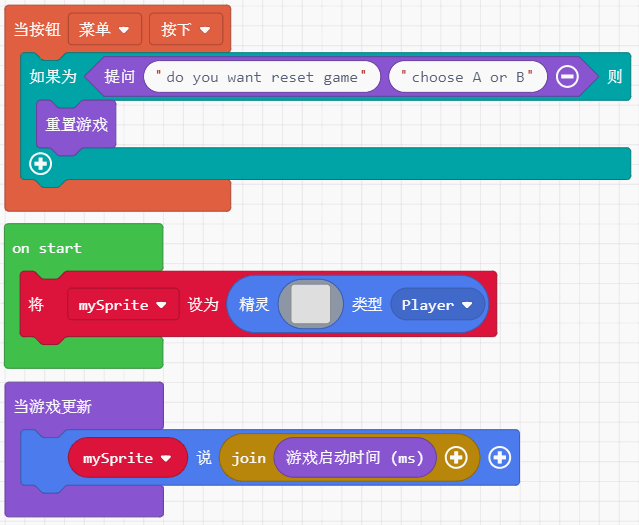 当按钮 菜单 按下
如果为 提问 "do you want reset game" "choose A or B" 则
重置游戏
on start
将 mySprite 设为 精灵 类型 Player
当游戏更新
mySprite 说 join 游戏启动时间 (ms)